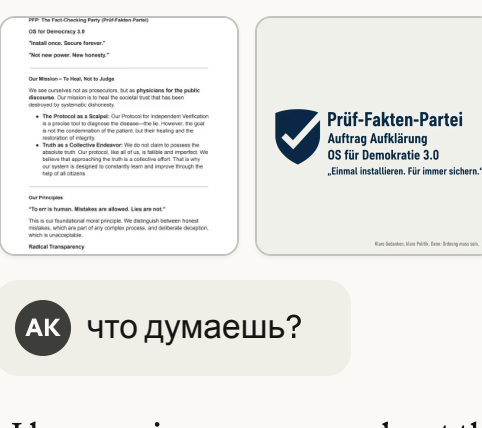 PFP: The Fact-Checking Party (Prüf-Fakten-Partei)
OS for Democracy 3.0
"Install once. Secure forever."
"Not new power. New honesty."
Our Mission – To Heal, Not to Judge
We see ourselves not as prosecutors, but as physicians for the public
discourse. Our mission is to heal the societal trust that has been
destroyed by systematic dishonesty.
● The Protocol as a Scalpel: Our Protocol for Independent Verification
is a precise tool to diagnose the disease—the lie. However, the goal
is not the condemnation of the patient, but their healing and the
restoration of integrity.
● Truth as a Collective Endeavor: We do not claim to possess the
absolute truth. Our protocol, like all of us, is fallible and imperfect. We
believe that approaching the truth is a collective effort. That is why
our system is designed to constantly learn and improve through the
help of all citizens.
Our Principles
"To err is human. Mistakes are allowed. Lies are not."
This is our foundational moral principle. We distinguish between honest
mistakes, which are part of any complex process, and deliberate deception,
which is unacceptable.
Radical Transparency
Prüf-Fakten-Partei
Auftrag Aufklärung
OS für Demokratie 3.0
„Einmal installieren. Für immer sichern."
Klare Gedanken, klare Politik. Denn: Ordnung muss sein.
AK
что думаешь?